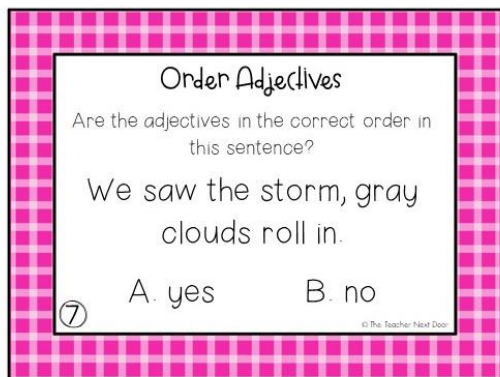 Order Adjectives
Are the adjectives in the correct order in
this sentence?
We saw the storm, gray
clouds roll in.
A. yes B. no
7
© The Teacher Next Door